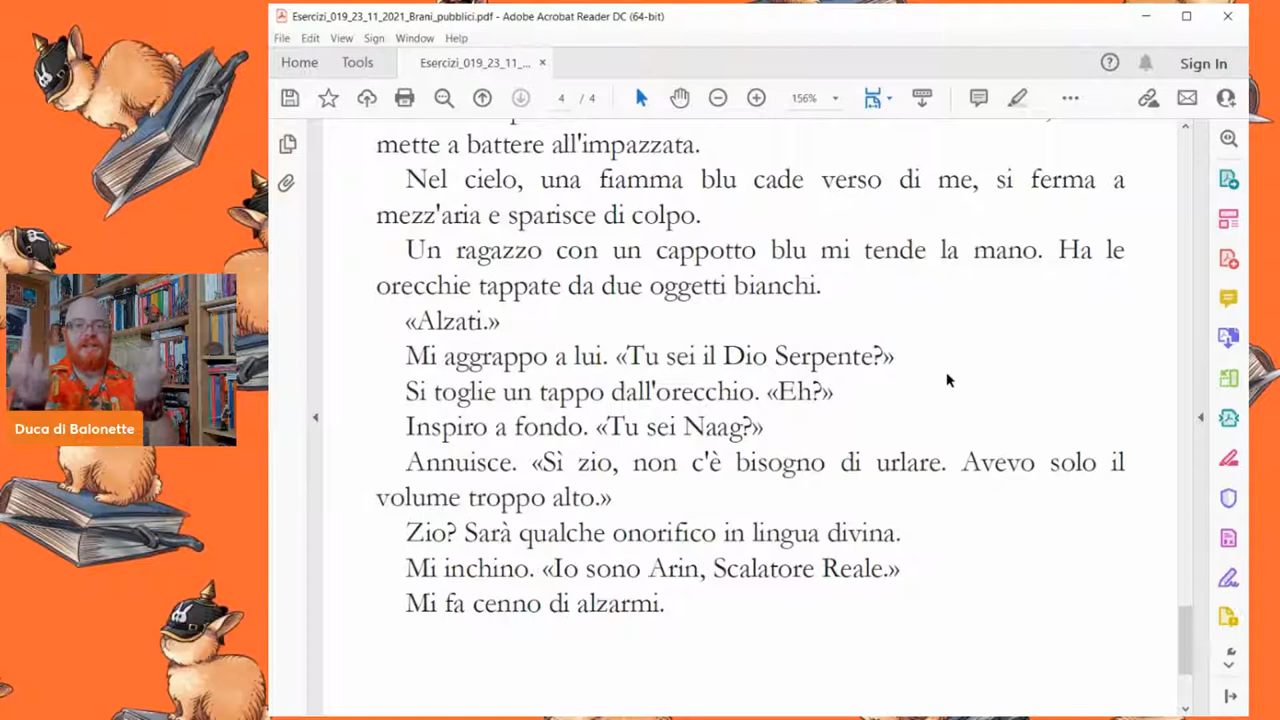 Esercizi_019_23_11_2021_Brani_pubblici.pdf - Adobe Acrobat Reader DC (64-bit)
File Edit View Sign Window Help
Home Tools Esercizi_019_23_11_... Sign In
4 / 4 156%
mette a battere all'impazzata.
Nel cielo, una fiamma blu cade verso di me, si ferma a
mezz'aria e sparisce di colpo.
Un ragazzo con un cappotto blu mi tende la mano. Ha le
orecchie tappate da due oggetti bianchi.
«Alzati.»
Mi aggrappo a lui. «Tu sei il Dio Serpente?»
Si toglie un tappo dall'orecchio. «Eh?»
Inspiro a fondo. «Tu sei Naag?»
Annuisce. «Sì zio, non c'è bisogno di urlare. Avevo solo il
volume troppo alto.»
Zio? Sarà qualche onorifico in lingua divina.
Mi inchino. «Io sono Arin, Scalatore Reale.»
Mi fa cenno di alzarmi.
Duca di Baionette